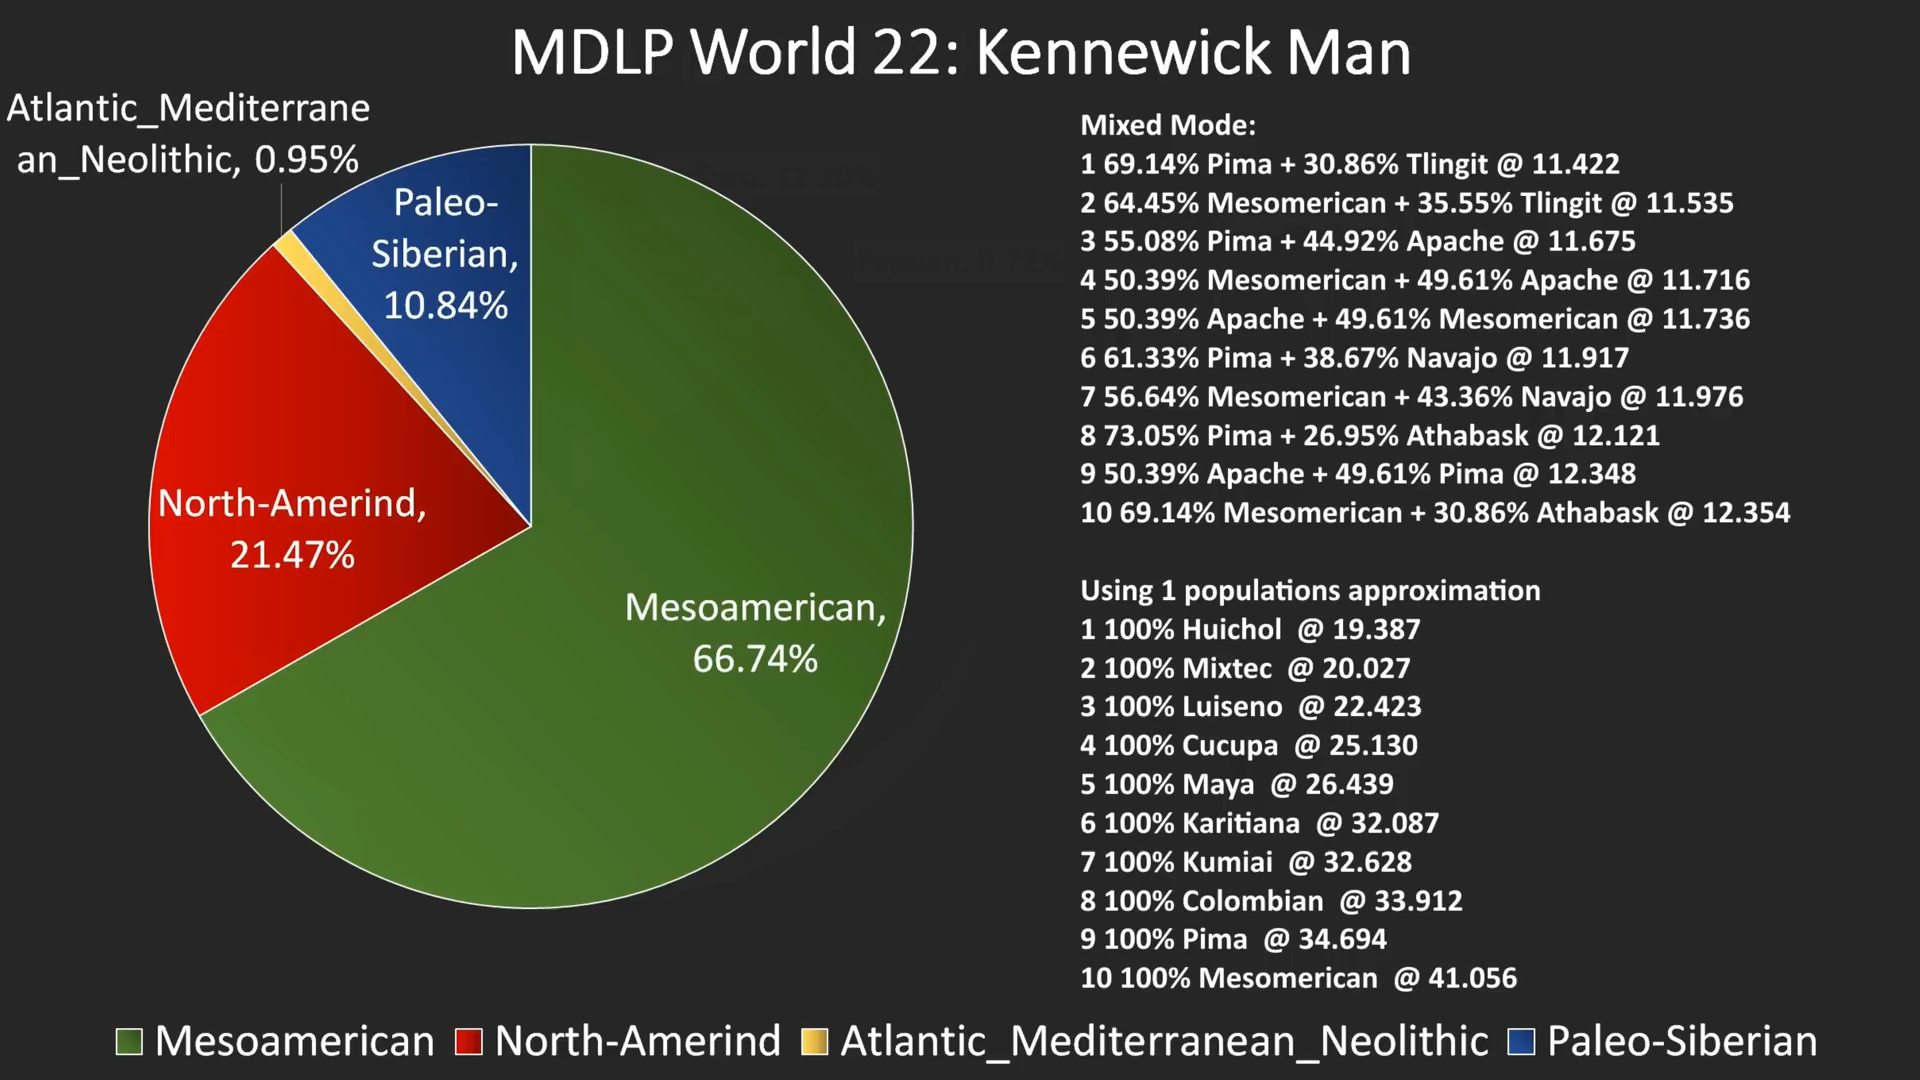 MDLP World 22: Kennewick Man
Atlantic_Mediterrane
an_Neolithic, 0.95%
Paleo-
Siberian,
10.84%
North-Amerind,
21.47%
Mesoamerican,
66.74%
Mixed Mode:
1 69.14% Pima + 30.86% Tlingit @ 11.422
2 64.45% Mesomerican + 35.55% Tlingit @ 11.535
3 55.08% Pima + 44.92% Apache @ 11.675
4 50.39% Mesomerican + 49.61% Apache @ 11.716
5 50.39% Apache + 49.61% Mesomerican @ 11.736
6 61.33% Pima + 38.67% Navajo @ 11.917
7 56.64% Mesomerican + 43.36% Navajo @ 11.976
8 73.05% Pima + 26.95% Athabask @ 12.121
9 50.39% Apache + 49.61% Pima @ 12.348
10 69.14% Mesomerican + 30.86% Athabask @ 12.354
Using 1 populations approximation
1 100% Huichol @ 19.387
2 100% Mixtec @ 20.027
3 100% Luiseno @ 22.423
4 100% Cucupa @ 25.130
5 100% Maya @ 26.439
6 100% Karitiana @ 32.087
7 100% Kumiai @ 32.628
8 100% Colombian @ 33.912
9 100% Pima @ 34.694
10 100% Mesomerican @ 41.056
Mesoamerican North-Amerind Atlantic_Mediterranean_Neolithic Paleo-Siberian